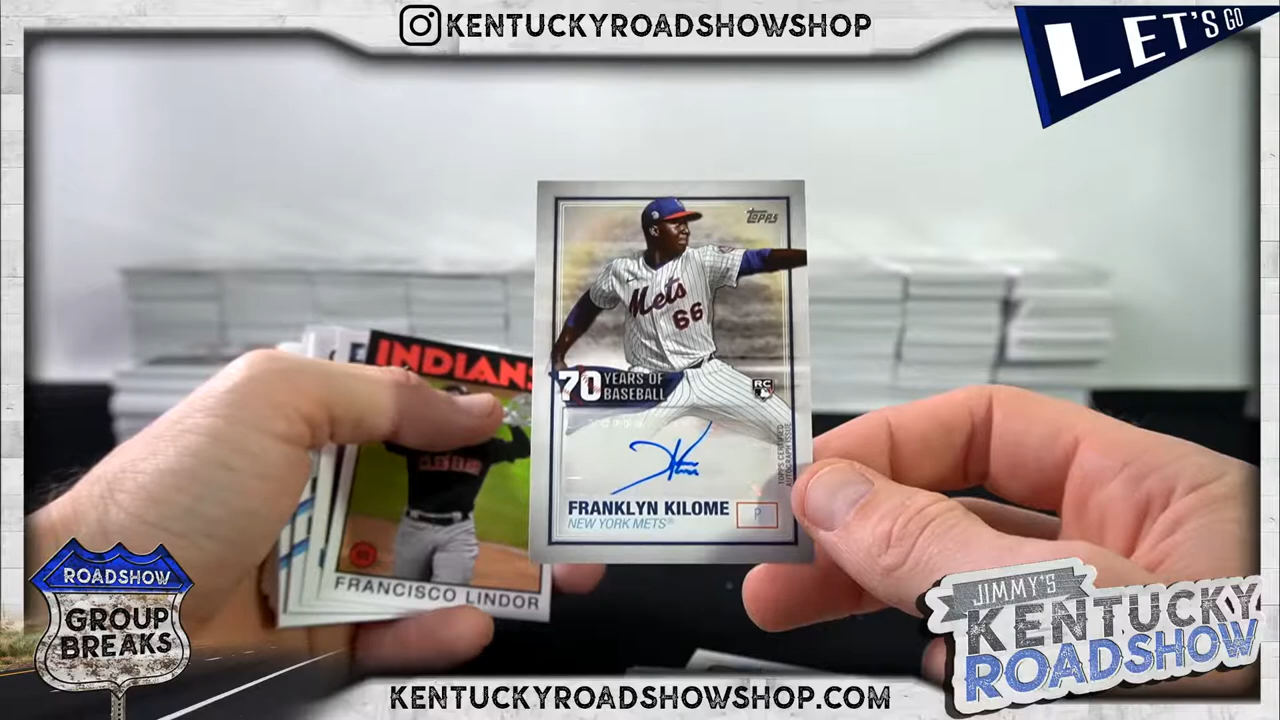 KENTUCKYROADSHOWSHOP
LET'S GO
Topps
Mets
66
70 YEARS OF
BASEBALL
RC
TOPPS CERTIFIED
AUTOGRAPH ISSUE
FRANKLYN KILOME
P
NEW YORK METS®
INDIANS
FRANCISCO LINDOR
ROADSHOW
GROUP
BREAKS
JIMMY'S
KENTUCKY
ROADSHOW
KENTUCKYROADSHOWSHOP.COM